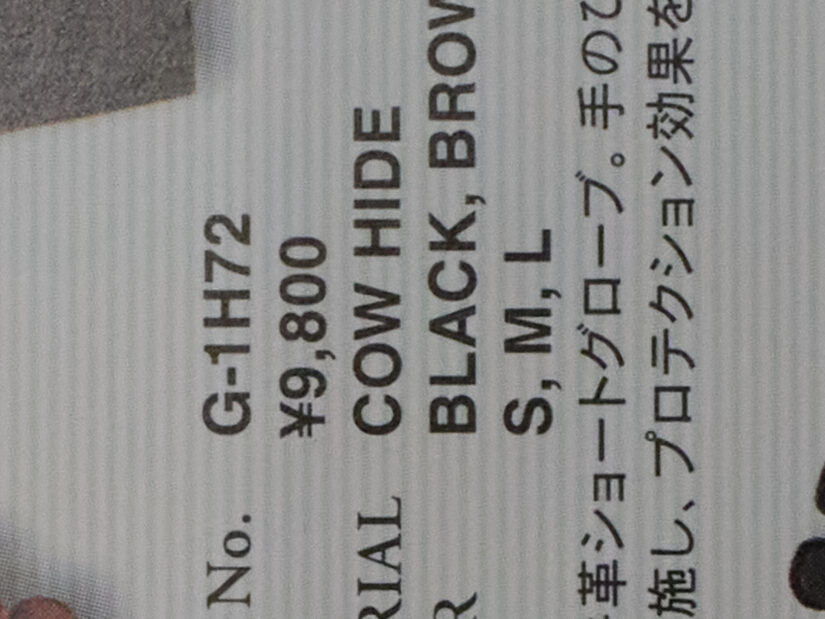 No. G-1H72
¥9,800
RIAL COW HIDE
R BLACK, BROW
S, M, L
革ショートグローブ。手のひ
施し、プロテクション効果を